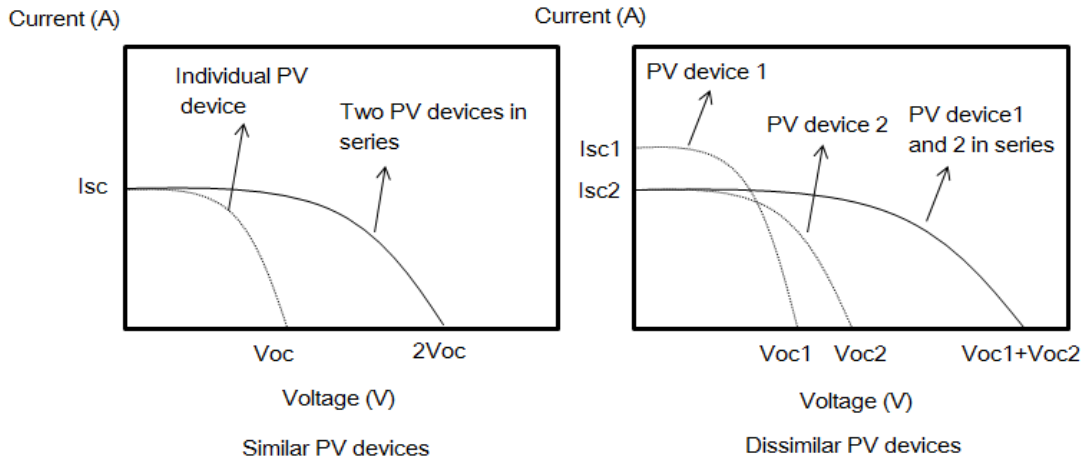 Current (A)
Individual PV
device
Two PV devices in
series
Isc
Voc
2Voc
Voltage (V)
Similar PV devices
Current (A)
PV device 1
PV device 2
PV device1
and 2 in series
Isc1
Isc2
Voc1
Voc2
Voc1+Voc2
Voltage (V)
Dissimilar PV devices